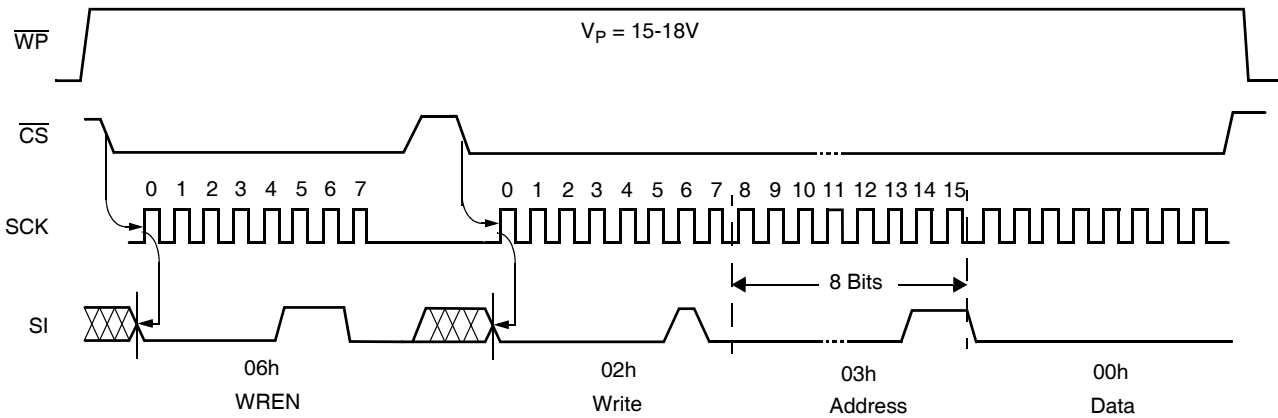 WP
V_P = 15-18V
CS
0 1 2 3 4 5 6 7
0 1 2 3 4 5 6 7 8 9 10 11 12 13 14 15
SCK
8 Bits
SI
06h
02h
03h
00h
WREN
Write
Address
Data